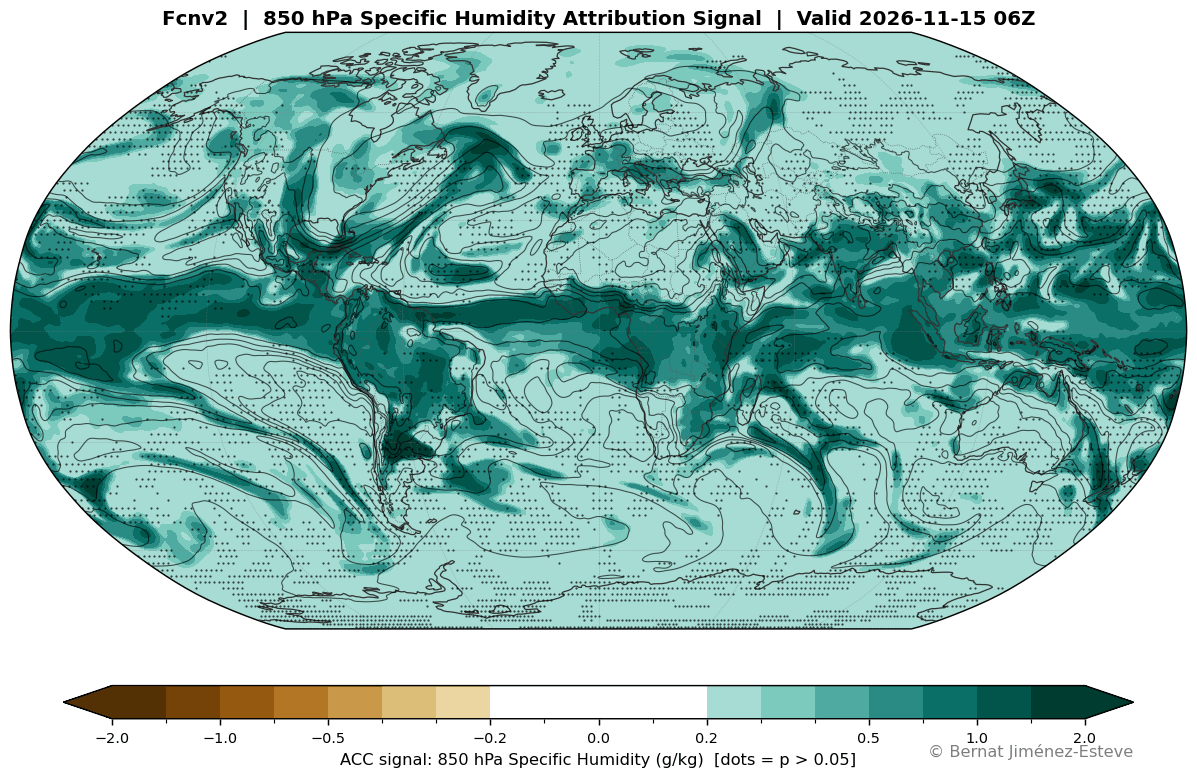 Fcnv2 | 850 hPa Specific Humidity Attribution Signal | Valid 2026-11-15 06Z
−2.0 −1.0 −0.5 −0.2 0.0 0.2 0.5 1.0 2.0
ACC signal: 850 hPa Specific Humidity (g/kg) [dots = p > 0.05]
© Bernat Jiménez-Esteve